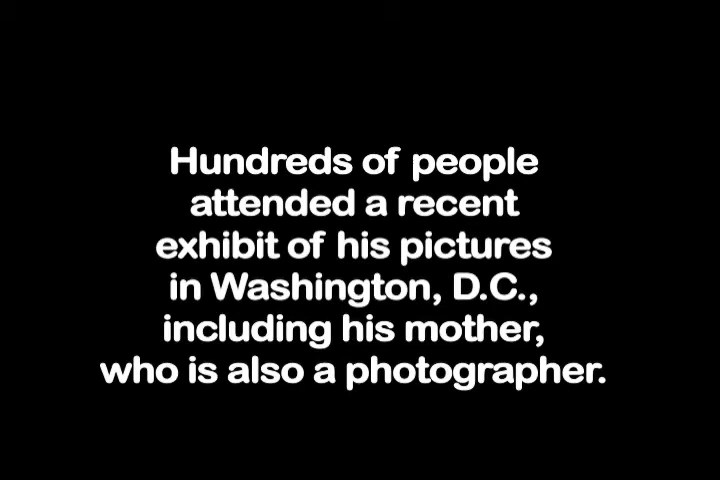 Hundreds of people
attended a recent
exhibit of his pictures
in Washington, D.C.,
including his mother,
who is also a photographer.